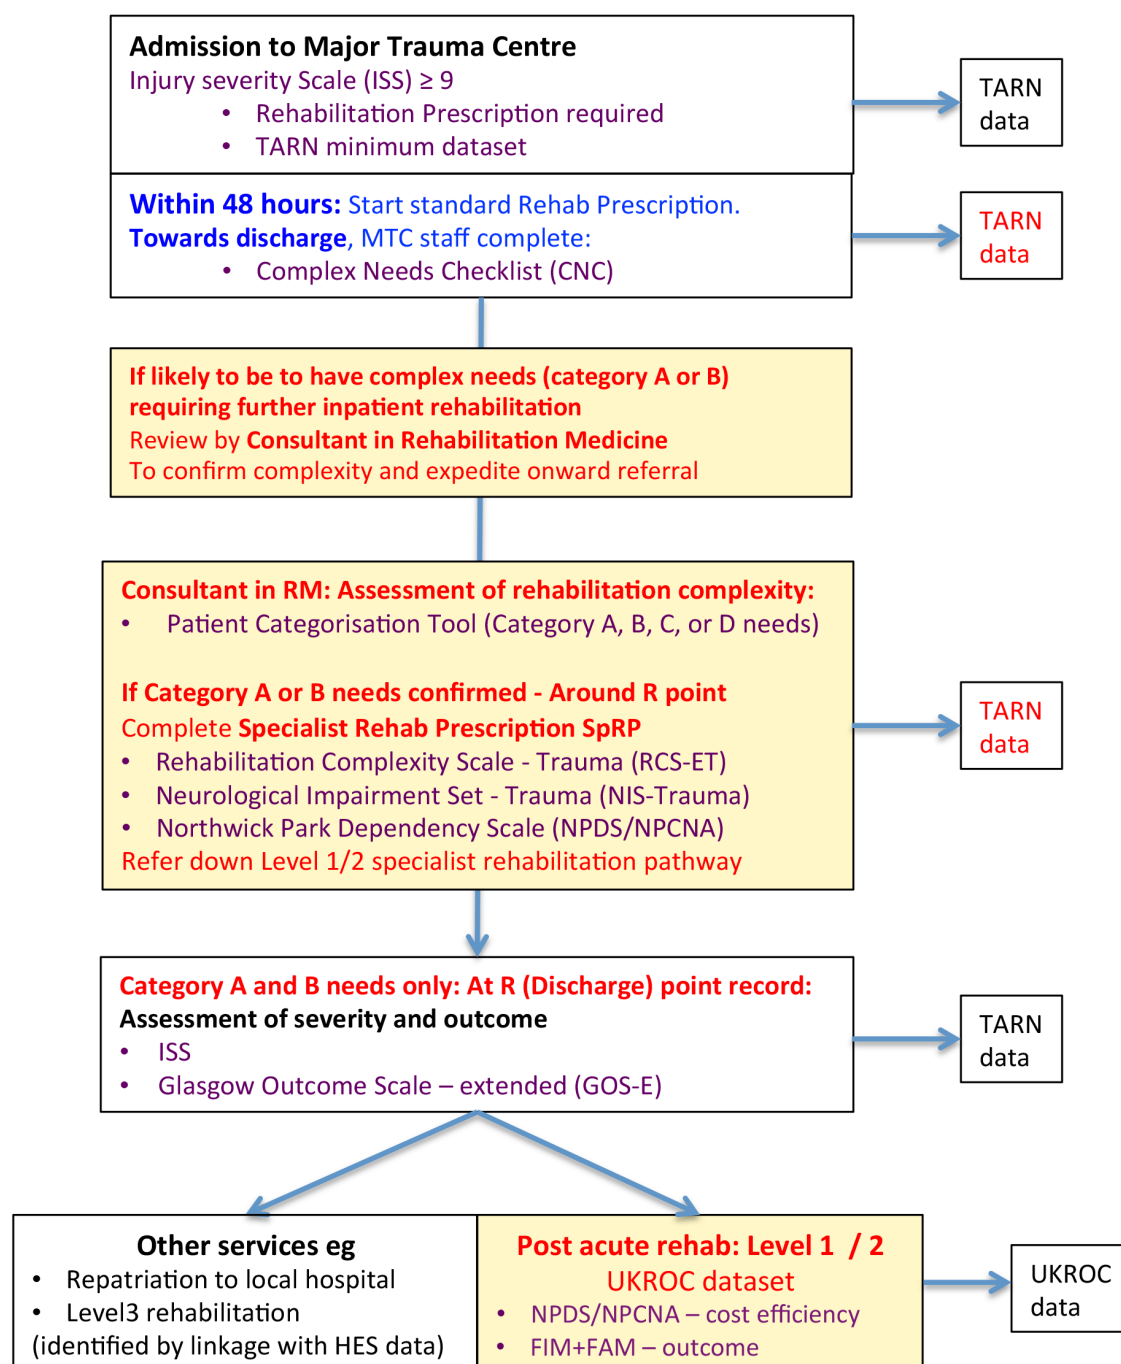 Admission to Major Trauma Centre
Injury severity Scale (ISS) ≥ 9
• Rehabilitation Prescription required
• TARN minimum dataset
TARN
data
Within 48 hours: Start standard Rehab Prescription.
Towards discharge, MTC staff complete:
• Complex Needs Checklist (CNC)
TARN
data
If likely to be to have complex needs (category A or B)
requiring further inpatient rehabilitation
Review by Consultant in Rehabilitation Medicine
To confirm complexity and expedite onward referral
Consultant in RM: Assessment of rehabilitation complexity:
• Patient Categorisation Tool (Category A, B, C, or D needs)
If Category A or B needs confirmed - Around R point
Complete Specialist Rehab Prescription SpRP
• Rehabilitation Complexity Scale - Trauma (RCS-ET)
• Neurological Impairment Set - Trauma (NIS-Trauma)
• Northwick Park Dependency Scale (NPDS/NPCNA)
Refer down Level 1/2 specialist rehabilitation pathway
TARN
data
Category A and B needs only: At R (Discharge) point record:
Assessment of severity and outcome
• ISS
• Glasgow Outcome Scale – extended (GOS-E)
TARN
data
Other services eg
• Repatriation to local hospital
• Level3 rehabilitation
(identified by linkage with HES data)
Post acute rehab: Level 1 / 2
UKROC dataset
• NPDS/NPCNA – cost efficiency
• FIM+FAM – outcome
UKROC
data